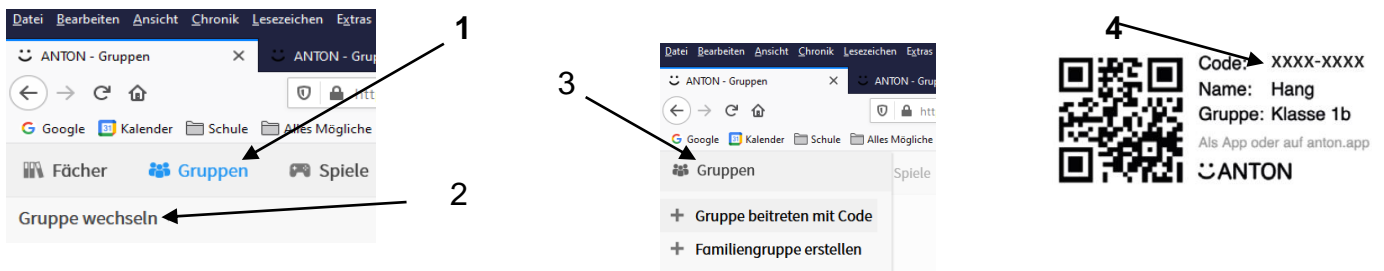 1
Datei Bearbeiten Ansicht Chronik Lesezeichen Extras
ANTON - Gruppen
ANTON - Grup
htt
Google Kalender Schule Alles Mögliche
Fächer Gruppen Spiele
2
Gruppe wechseln
3
Datei Bearbeiten Ansicht Chronik Lesezeichen Extras
ANTON - Gruppen
ANTON - Grup
htt
Google Kalender Schule Alles Mögliche
Gruppen
Spiele
Gruppe beitreten mit Code
Familiengruppe erstellen
4
Code: XXXX-XXXX
Name: Hang
Gruppe: Klasse 1b
Als App oder auf anton.app
ANTON